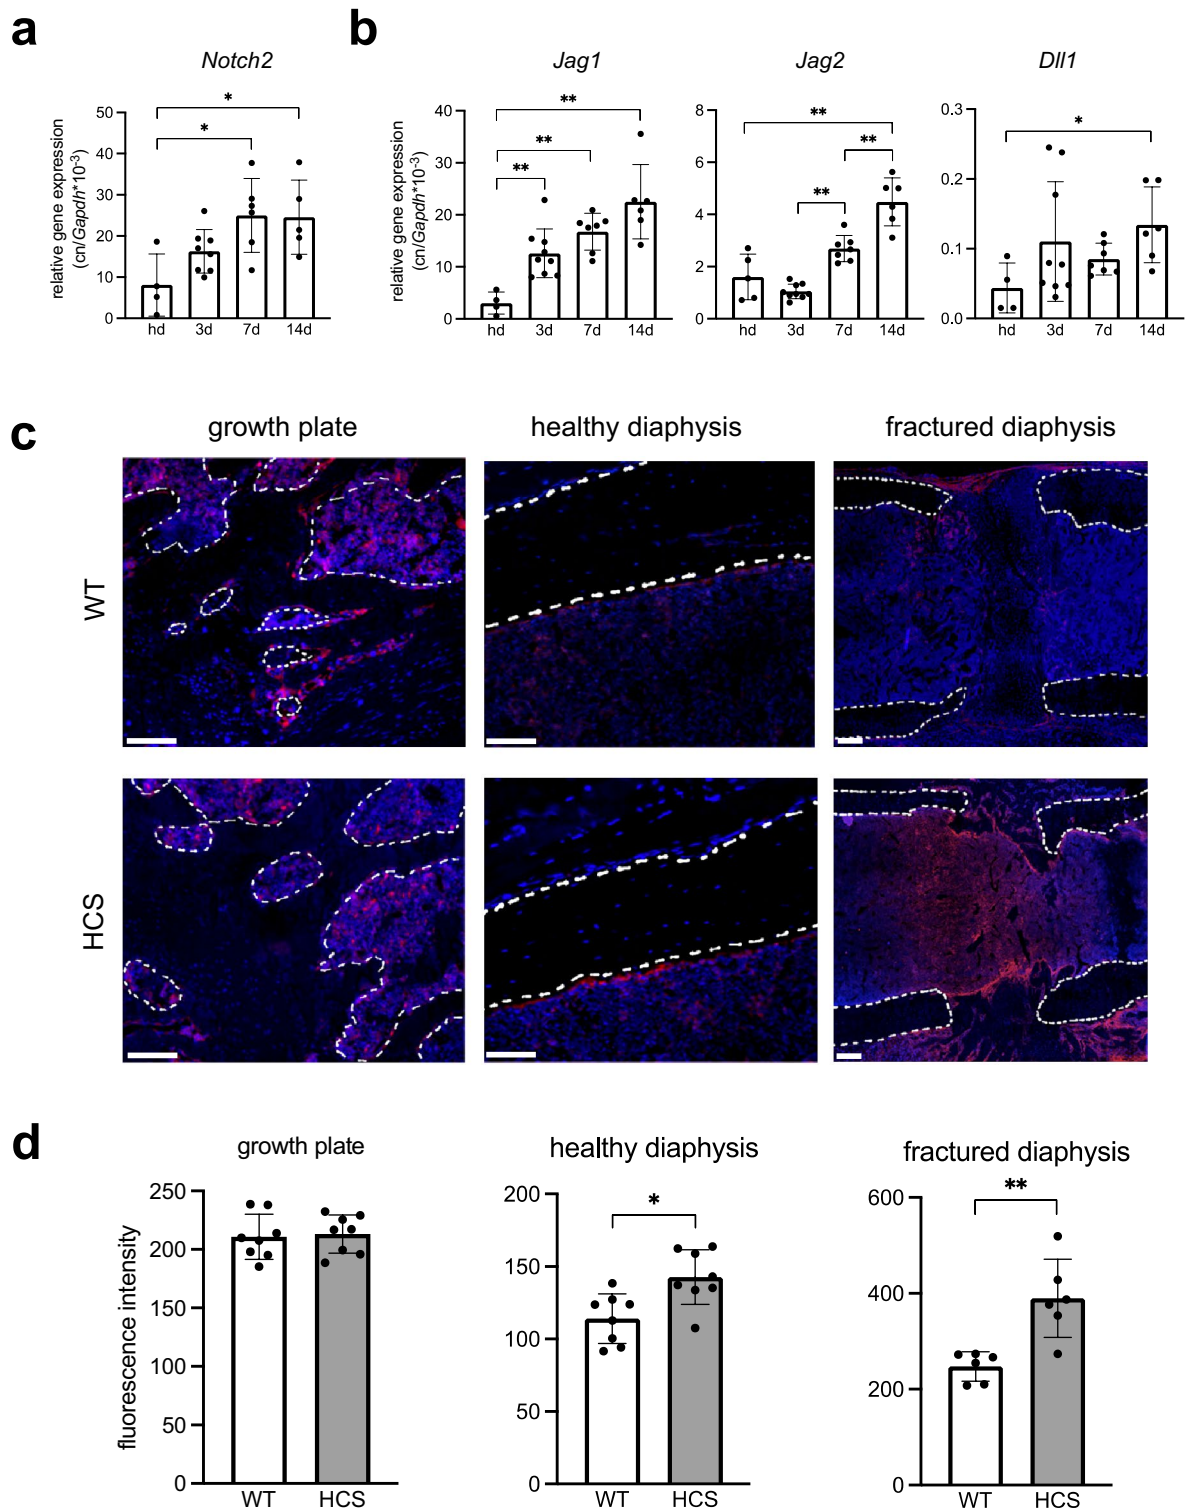 a
b
Notch2
Jag1
Jag2
Dll1
relative gene expression
(cn/Gapdh*10-3)
50
40
30
20
10
0
*
*
hd 3d 7d 14d
relative gene expression
(cn/Gapdh*10-3)
40
30
20
10
0
**
**
**
hd 3d 7d 14d
8
6
4
2
0
**
**
**
hd 3d 7d 14d
0.3
0.2
0.1
0.0
*
hd 3d 7d 14d
c
growth plate
healthy diaphysis
fractured diaphysis
WT
HCS
d
growth plate
fluorescence intensity
250
200
150
100
50
0
WT HCS
healthy diaphysis
200
150
100
50
0
*
WT HCS
fractured diaphysis
600
400
200
0
**
WT HCS